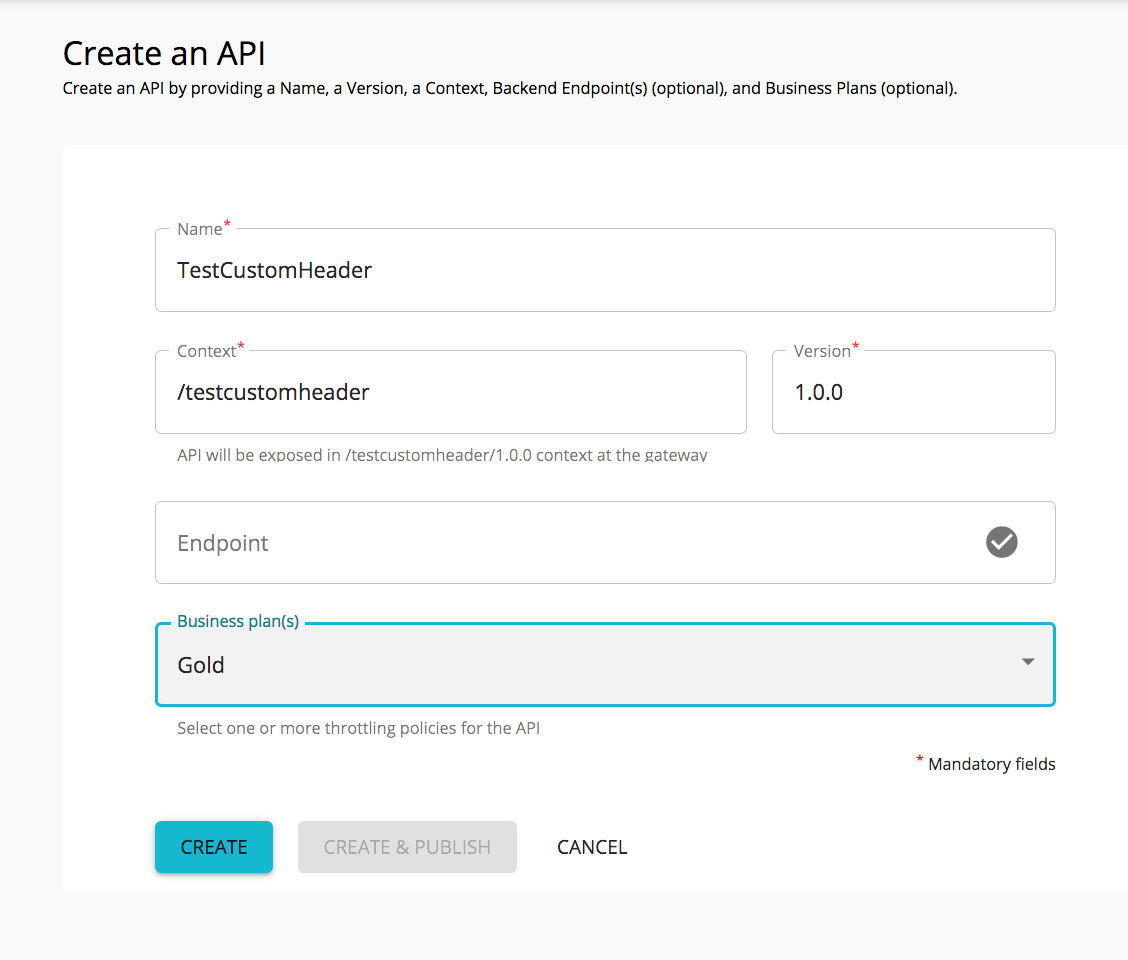 Create an API
Create an API by providing a Name, a Version, a Context, Backend Endpoint(s) (optional), and Business Plans (optional).
Name*
TestCustomHeader
Context*
/testcustomheader
Version*
1.0.0
API will be exposed in /testcustomheader/1.0.0 context at the gateway
Endpoint
Business plan(s)
Gold
Select one or more throttling policies for the API
* Mandatory fields
CREATE
CREATE & PUBLISH
CANCEL